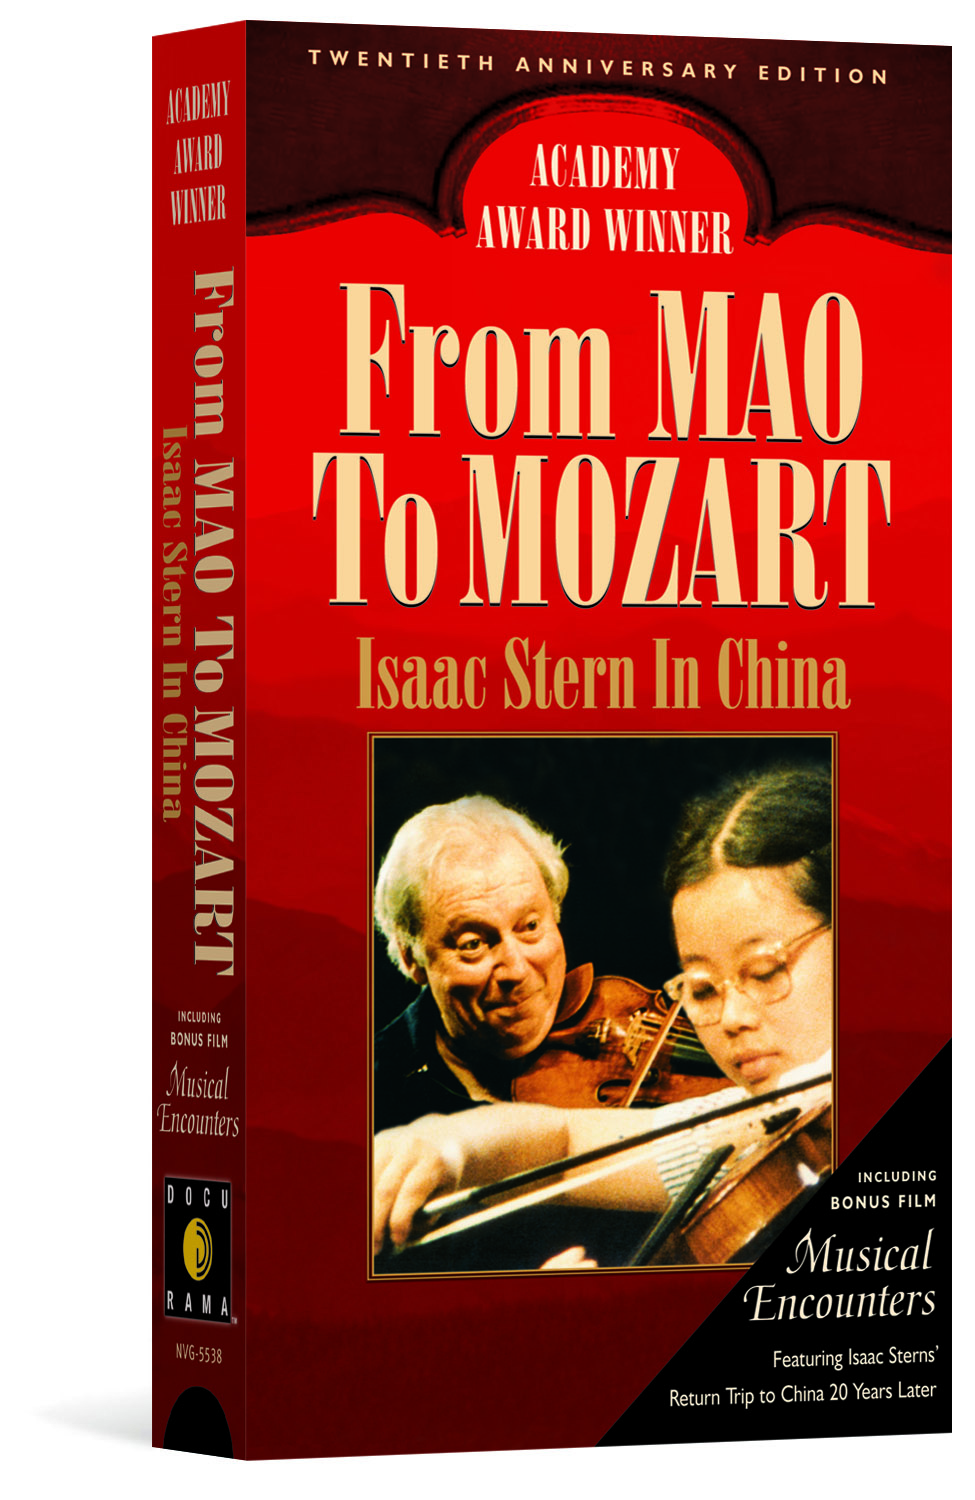 TWENTIETH ANNIVERSARY EDITION
ACADEMY
AWARD WINNER
From MAO
To MOZART
Isaac Stern In China
INCLUDING
BONUS FILM
Musical
Encounters
Featuring Isaac Sterns'
Return Trip to China 20 Years Later
ACADEMY
AWARD
WINNER
From MAO To MOZART
Isaac Stern In China
INCLUDING
BONUS FILM
Musical
Encounters
DOCU
RAMA™
NVG-5538